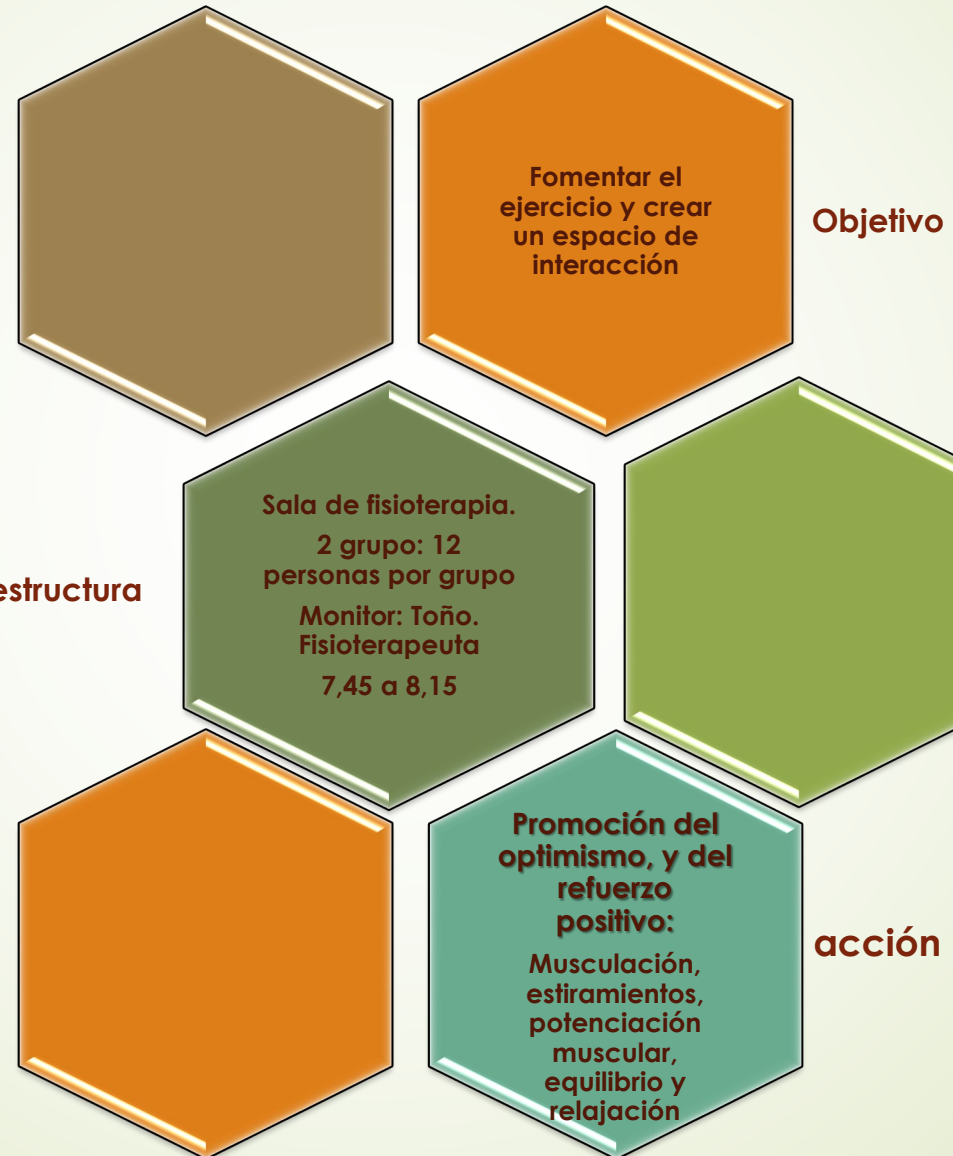 Fomentar el
ejercicio y crear
un espacio de
interacción
Objetivo
estructura
Sala de fisioterapia.
2 grupo: 12
personas por grupo
Monitor: Toño.
Fisioterapeuta
7,45 a 8,15
Promoción del
optimismo, y del
refuerzo
positivo:
Musculación,
estiramientos,
potenciación
muscular,
equilibrio y
relajación
acción